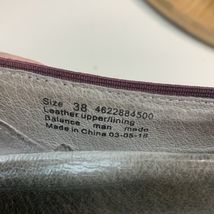 Size 38 4622884500
Leather upper/lining
Balance man made
Made in China 03-05-18